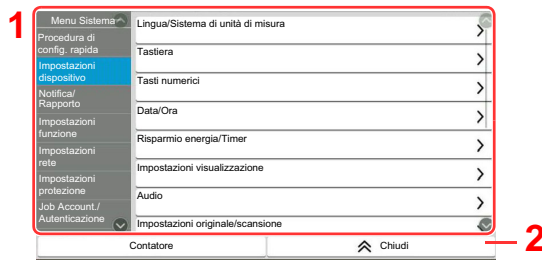 1
Menu Sistema
Procedura di
config. rapida
Impostazioni
dispositivo
Notifica/
Rapporto
Impostazioni
funzione
Impostazioni
rete
Impostazioni
protezione
Job Account./
Autenticazione
Lingua/Sistema di unità di misura
Tastiera
Tasti numerici
Data/Ora
Risparmio energia/Timer
Impostazioni visualizzazione
Audio
Impostazioni originale/scansione
Contatore
Chiudi
2